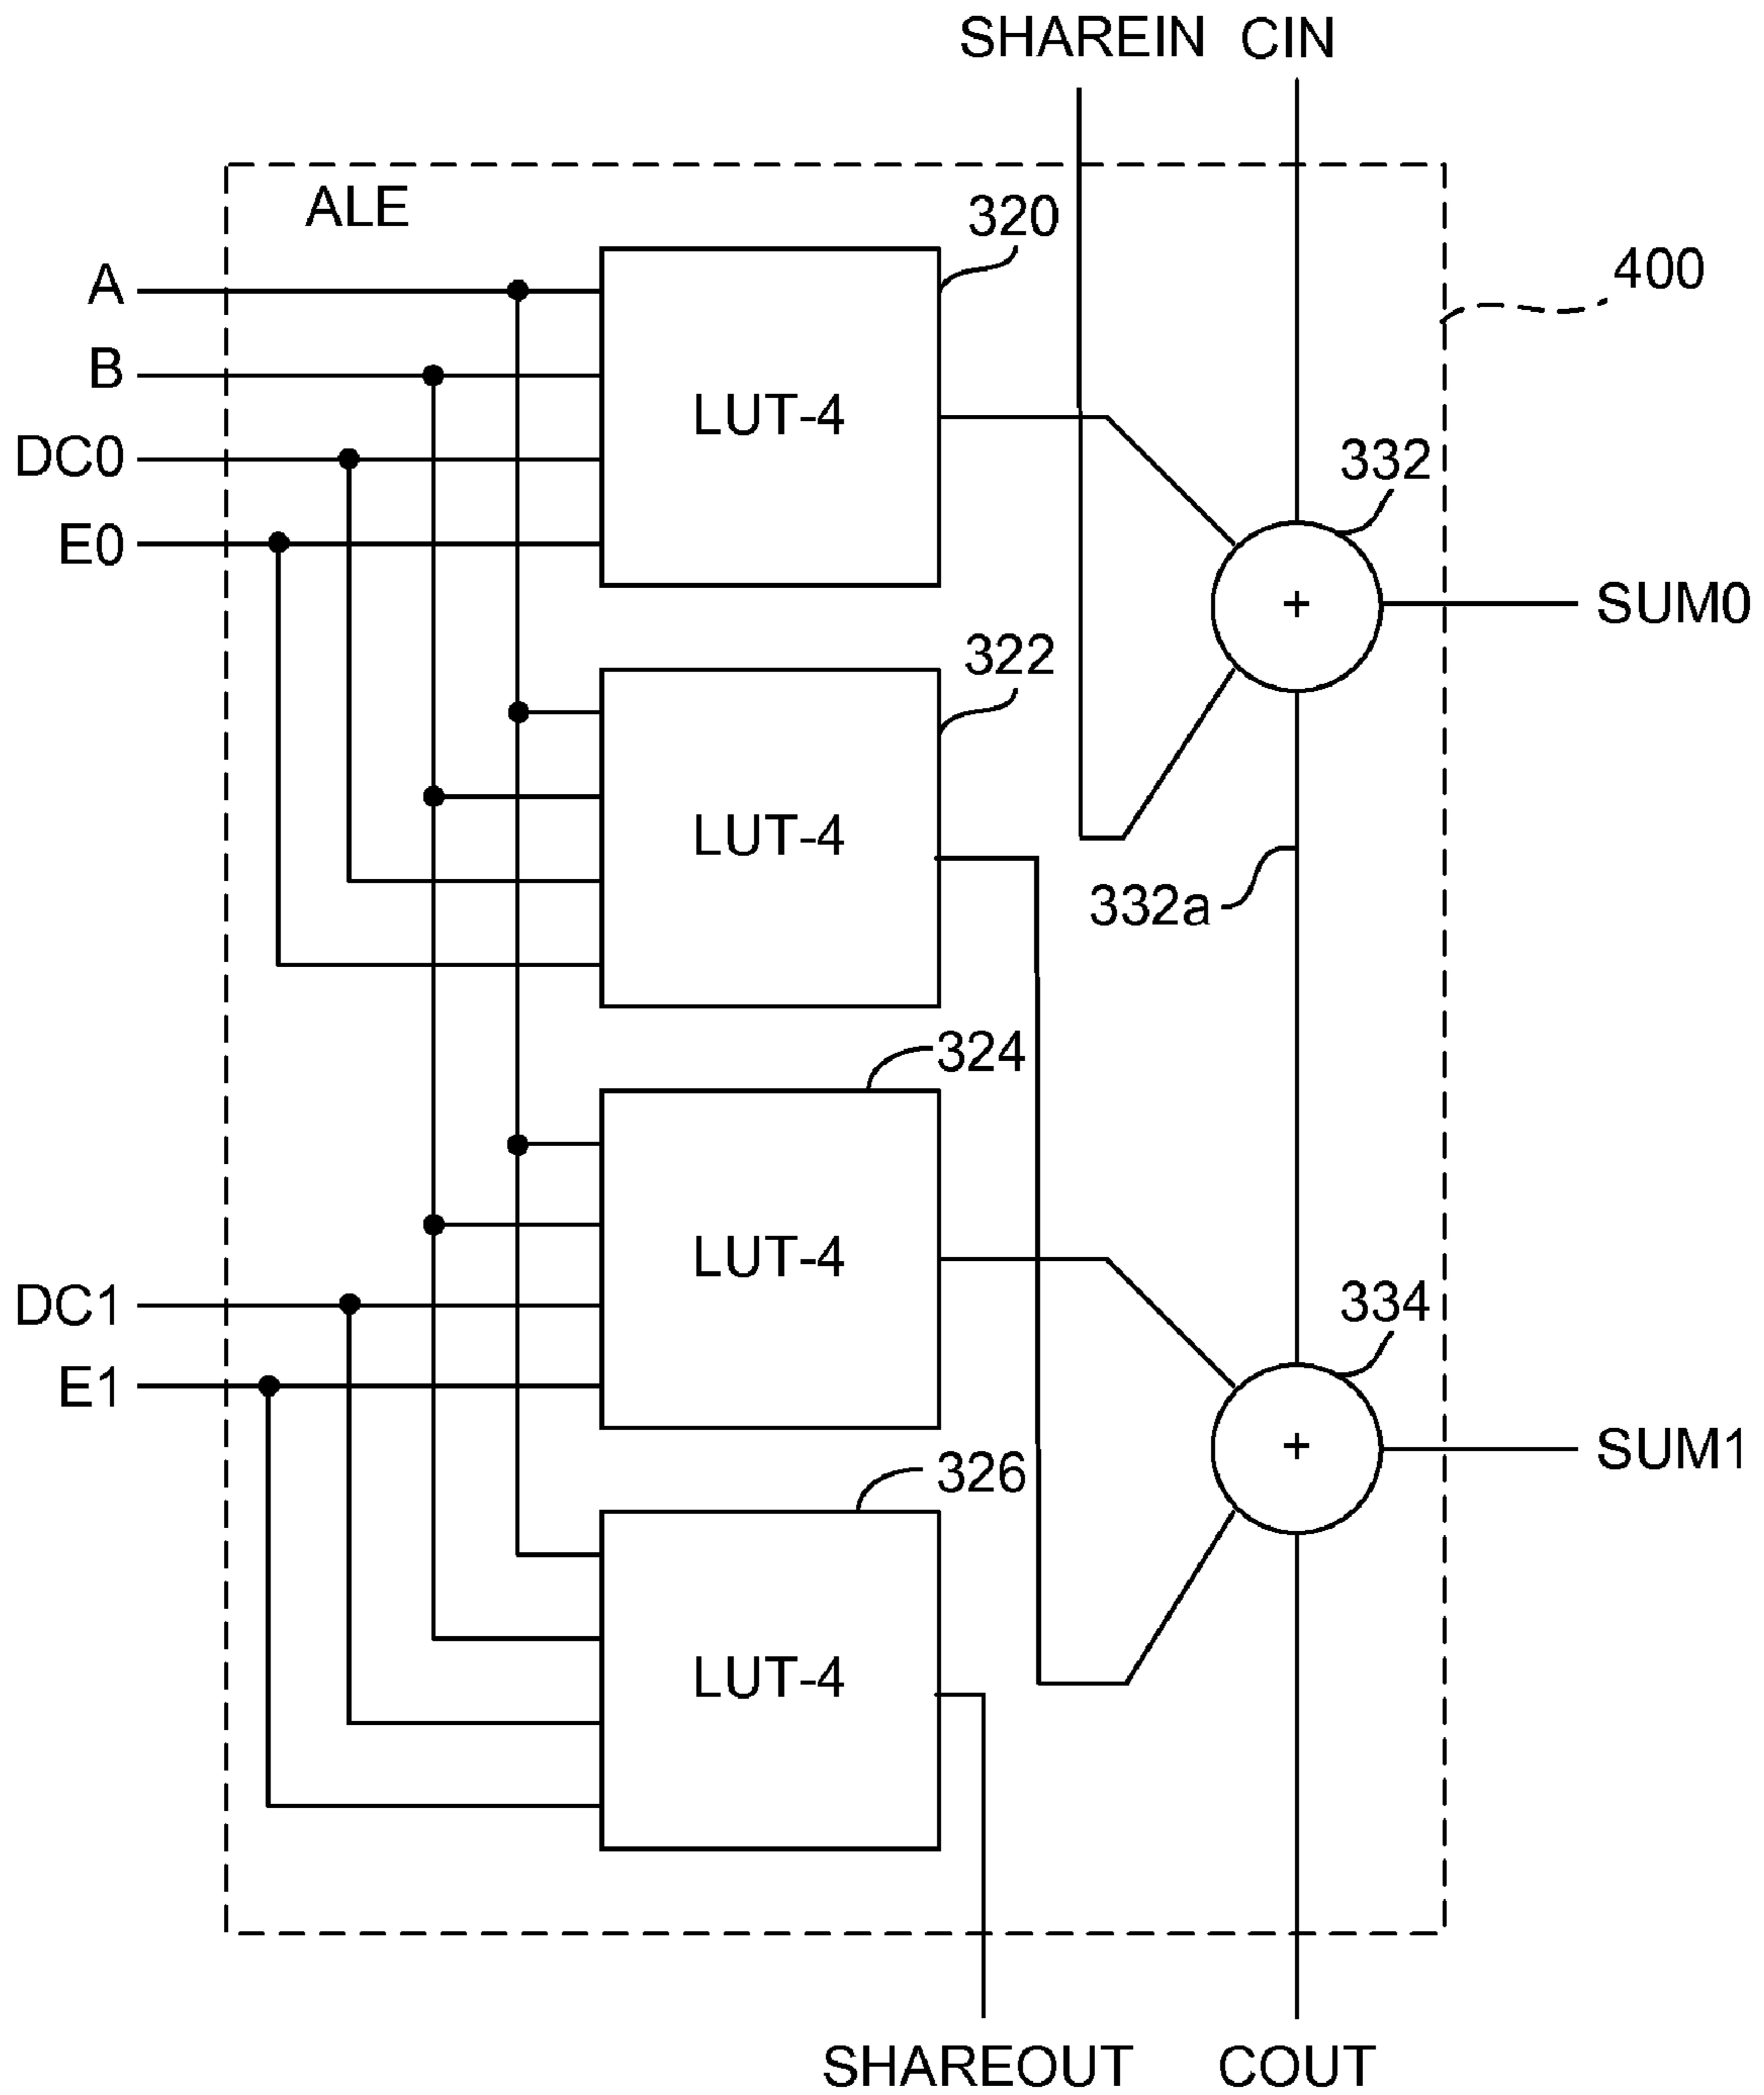 SHAREIN CIN
ALE
320
400
A
B
LUT-4
DC0
332
E0
+
SUM0
322
LUT-4
332a
324
LUT-4
DC1
334
E1
+
SUM1
326
LUT-4
SHAREOUT COUT